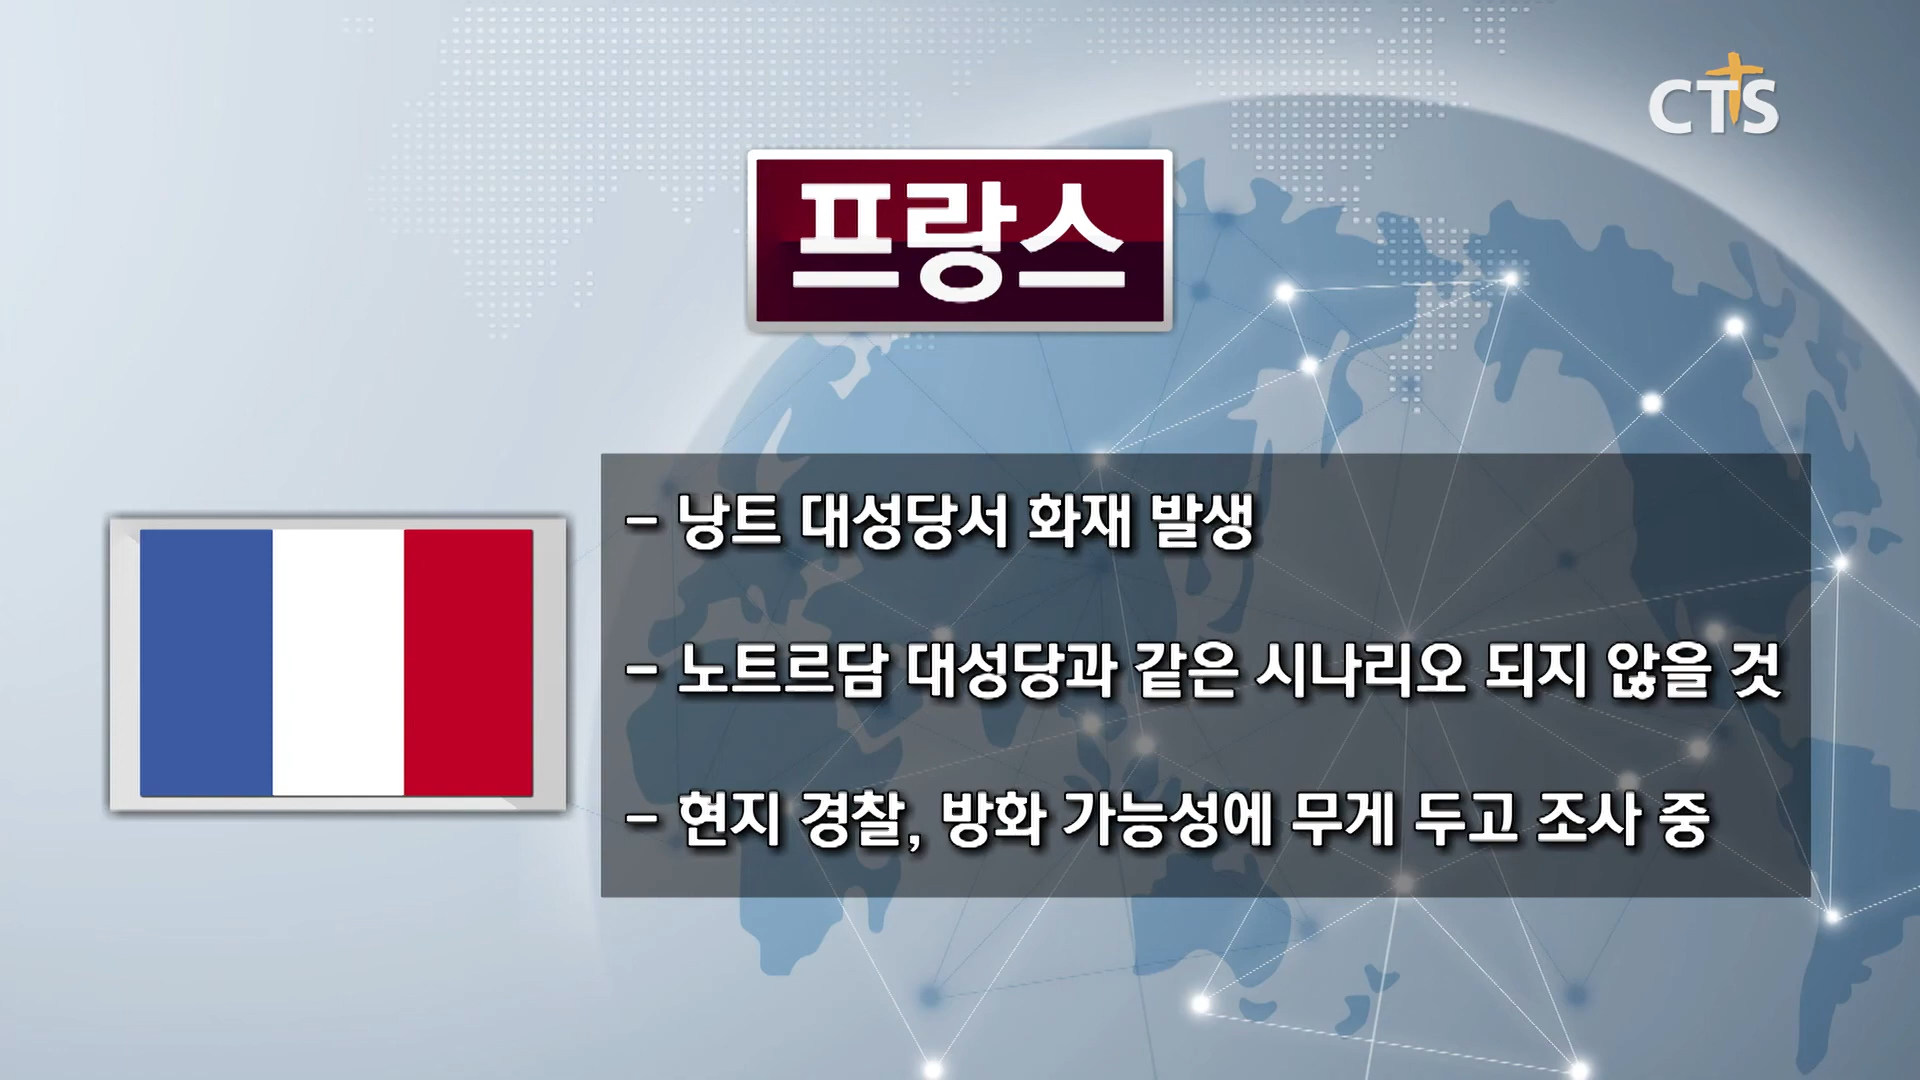 CTS
프랑스
- 낭트 대성당서 화재 발생
- 노트르담 대성당과 같은 시나리오 되지 않을 것
- 현지 경찰, 방화 가능성에 무게 두고 조사 중